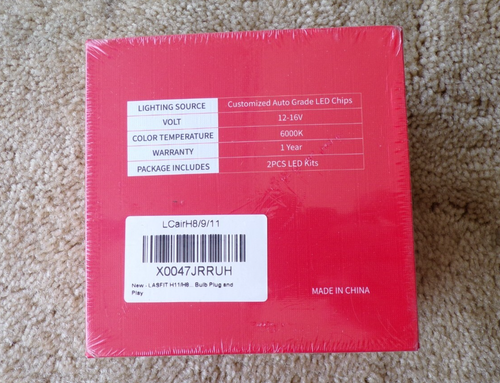 LIGHTING SOURCE Customized Auto Grade LED Chips
VOLT 12-16V
COLOR TEMPERATURE 6000K
WARRANTY 1 Year
PACKAGE INCLUDES 2PCS LED Kits
LCairH8/9/11
X0047JRRUH
New - LASFIT H11/H8... Bulb Plug and
Play
MADE IN CHINA